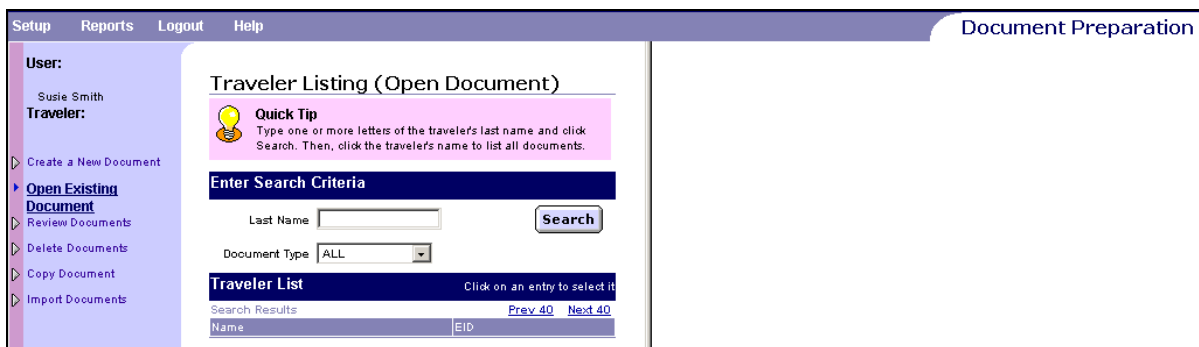 Setup Reports Logout Help
Document Preparation
User:
Susie Smith
Traveler:
Create a New Document
Open Existing
Document
Review Documents
Delete Documents
Copy Document
Import Documents
Traveler Listing (Open Document)
Quick Tip
Type one or more letters of the traveler's last name and click
Search. Then, click the traveler's name to list all documents.
Enter Search Criteria
Last Name Search
Document Type ALL
Traveler List Click on an entry to select it
Search Results Prev 40 Next 40
Name EID